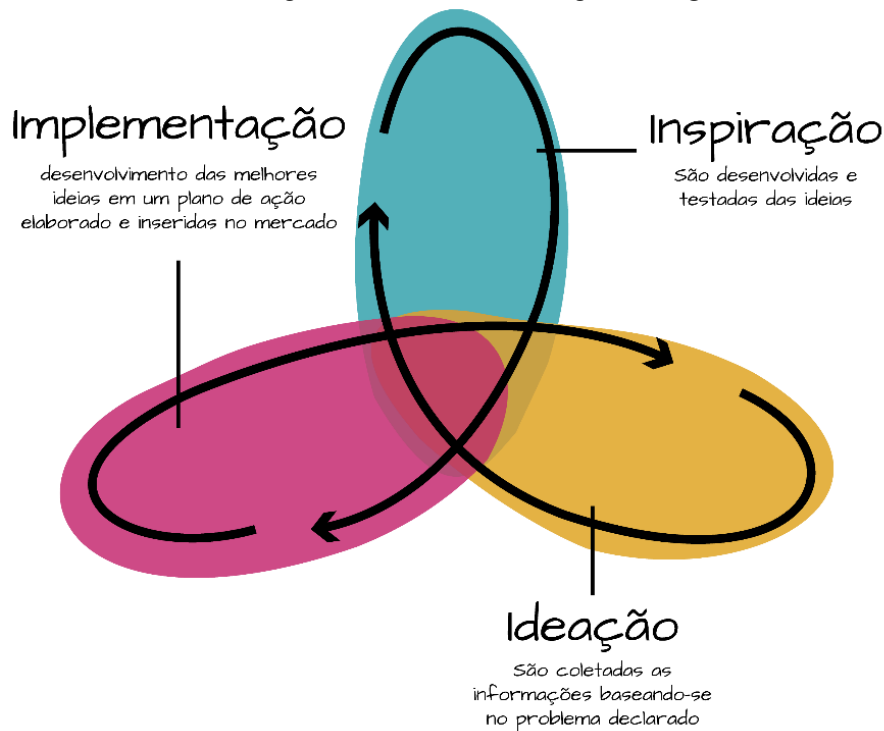 Implementação
desenvolvimento das melhores
ideias em um plano de ação
elaborado e inseridas no mercado
Inspiração
São desenvolvidas e
testadas das ideias
Ideação
São coletadas as
informações baseando-se
no problema declarado